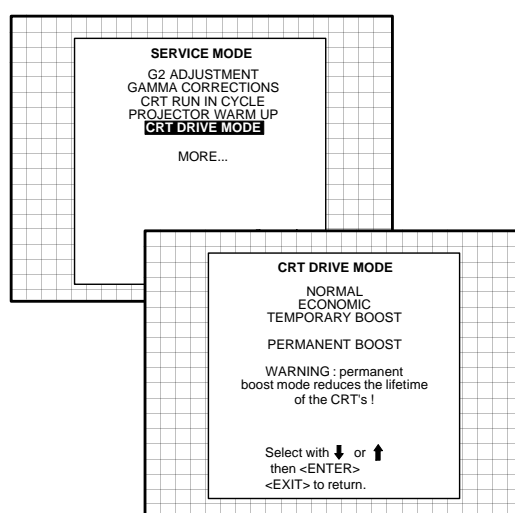 SERVICE MODE
G2 ADJUSTMENT
GAMMA CORRECTIONS
CRT RUN IN CYCLE
PROJECTOR WARM UP
CRT DRIVE MODE
MORE...
CRT DRIVE MODE
NORMAL
ECONOMIC
TEMPORARY BOOST
PERMANENT BOOST
WARNING : permanent
boost mode reduces the lifetime
of the CRT's !
Select with ⬇ or ⬆
then <ENTER>
<EXIT> to return.